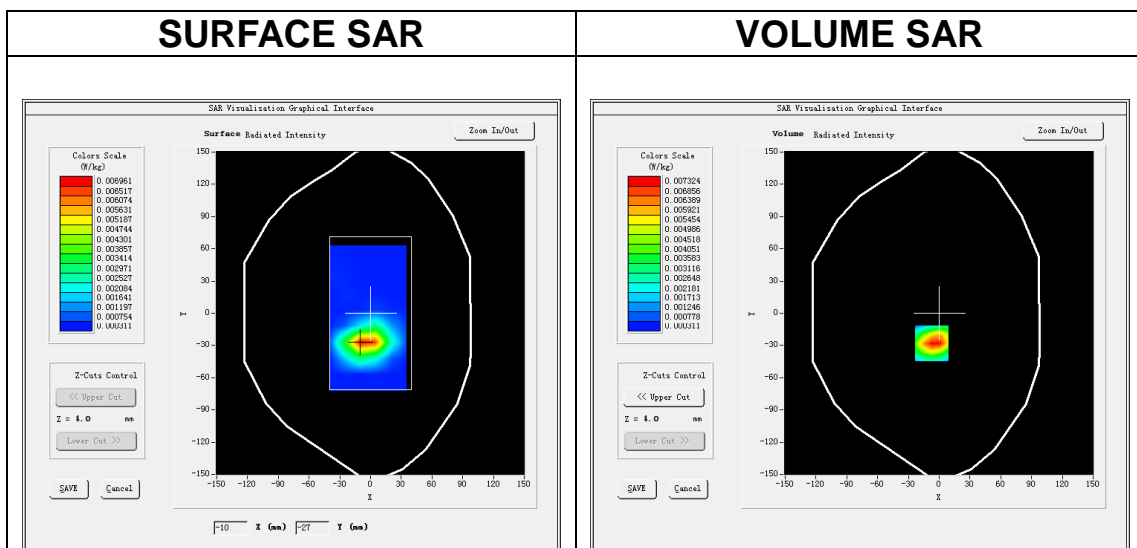 SURFACE SAR
VOLUME SAR
SAR Visualisation Graphical Interface
Surface Radiated Intensity
Zoom In/Out
Colors Scale
(W/kg)
0.006961
0.006517
0.006074
0.005631
0.005187
0.004744
0.004301
0.003857
0.003414
0.002971
0.002527
0.002084
0.001641
0.001197
0.000754
0.000311
150
120
90
60
30
0
-30
-60
-90
-120
-150
Y
-150 -120 -90 -60 -30 0 30 60 90 120 150
X
Z-Cuts Control
<< Upper Cut
Z = 4.0 mm
Lower Cut >>
SAVE Cancel
-10 X (mm) -27 Y (mm)
SAR Visualisation Graphical Interface
Volume Radiated Intensity
Zoom In/Out
Colors Scale
(W/kg)
0.007324
0.006856
0.006389
0.005921
0.005454
0.004986
0.004518
0.004051
0.003583
0.003116
0.002648
0.002181
0.001713
0.001246
0.000778
0.000311
150
120
90
60
30
0
-30
-60
-90
-120
-150
Y
-150 -120 -90 -60 -30 0 30 60 90 120 150
X
Z-Cuts Control
<< Upper Cut
Z = 4.0 mm
Lower Cut >>
SAVE Cancel